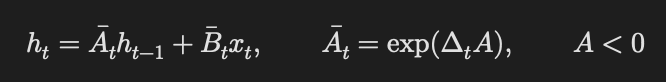 h_t = Ā_t h_{t−1} + B̄_t x_t,    Ā_t = exp(Δ_t A),    A < 0